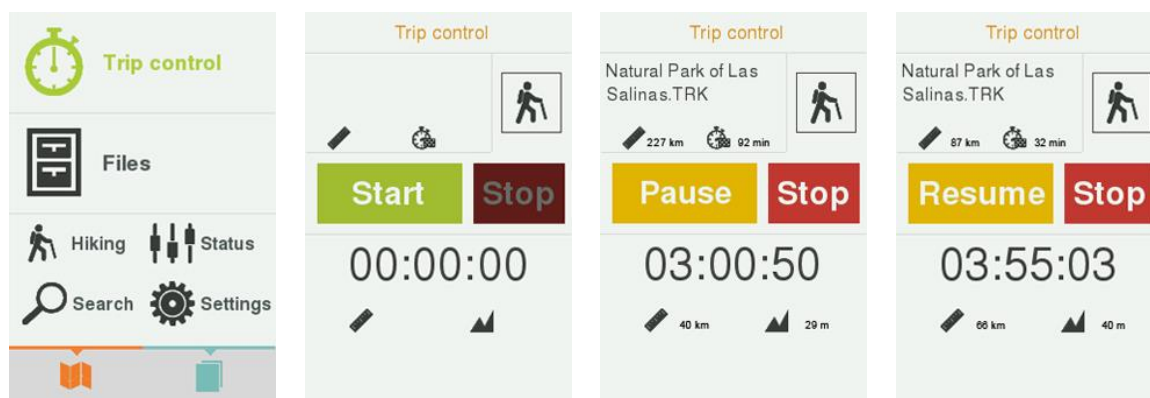 Trip control
Files
Hiking
Status
Search
Settings
Trip control
Start
Stop
00:00:00
Trip control
Natural Park of Las
Salinas.TRK
227 km
92 min
Pause
Stop
03:00:50
40 km
29 m
Trip control
Natural Park of Las
Salinas.TRK
87 km
32 min
Resume
Stop
03:55:03
66 km
40 m